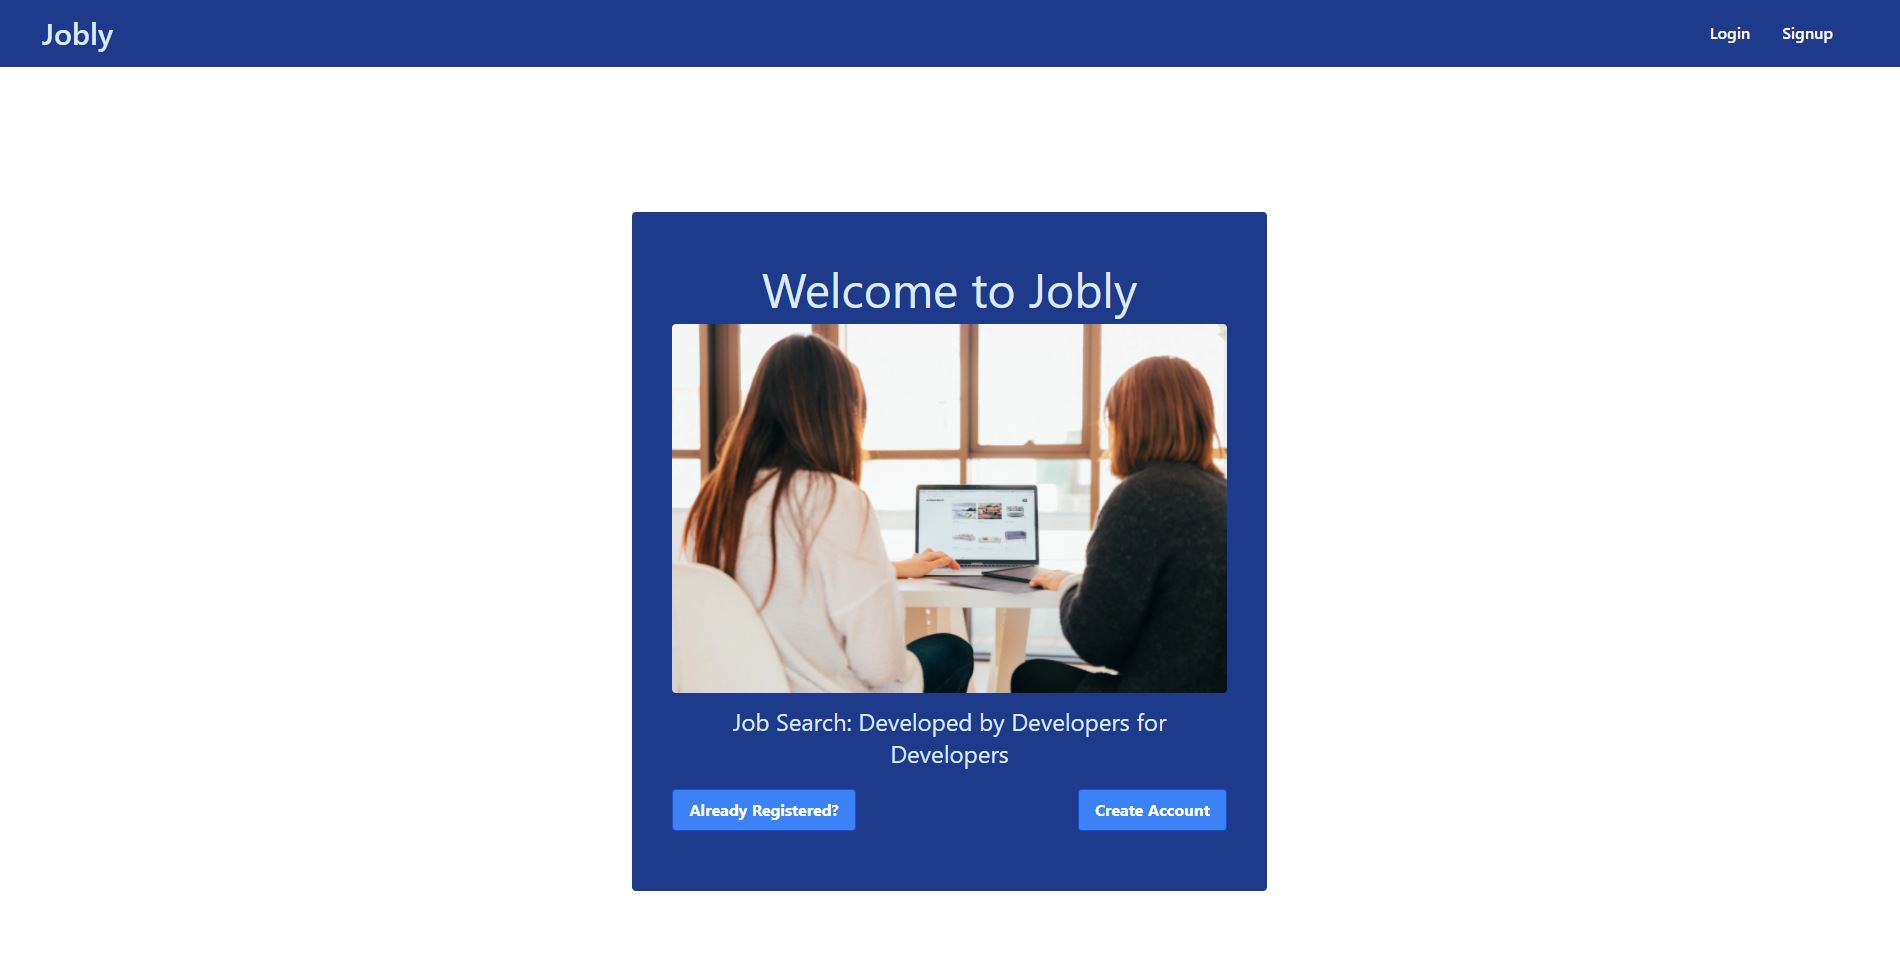 Jobly
Login
Signup
Welcome to Jobly
Job Search: Developed by Developers for
Developers
Already Registered?
Create Account